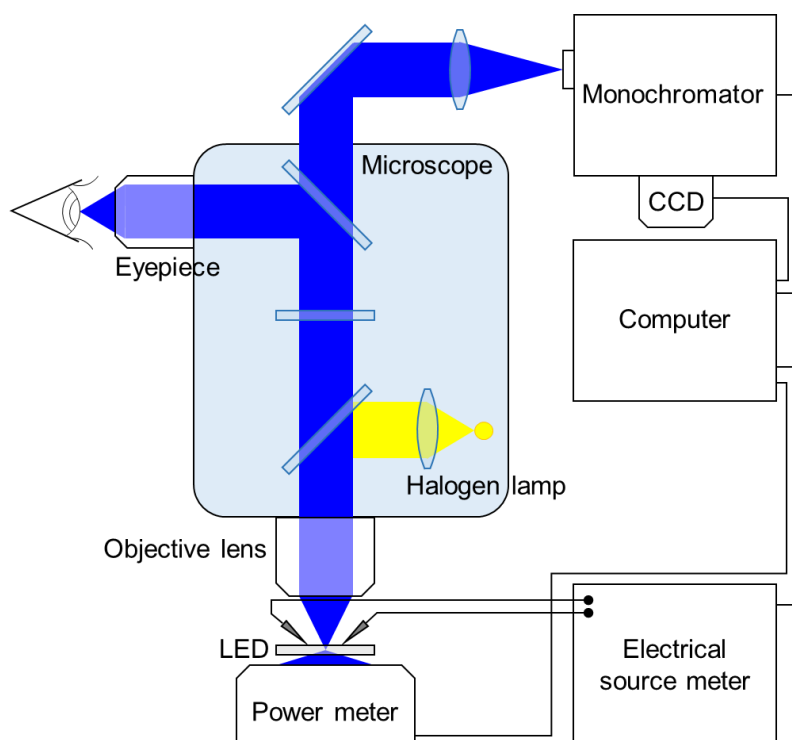 Monochromator
Microscope
CCD
Eyepiece
Computer
Halogen lamp
Objective lens
LED
Electrical
source meter
Power meter